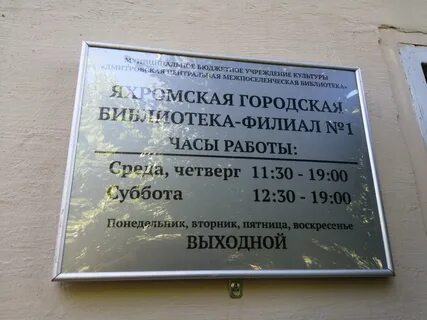 МУНИЦИПАЛЬНОЕ БЮДЖЕТНОЕ УЧРЕЖДЕНИЕ КУЛЬТУРЫ
«ДМИТРОВСКАЯ ЦЕНТРАЛЬНАЯ МЕЖПОСЕЛЕНЧЕСКАЯ БИБЛИОТЕКА»
ЯХРОМСКАЯ ГОРОДСКАЯ
БИБЛИОТЕКА-ФИЛИАЛ №1
ЧАСЫ РАБОТЫ:
Среда, четверг 11:30 - 19:00
Суббота 12:30 - 19:00
Понедельник, вторник, пятница, воскресенье
ВЫХОДНОЙ